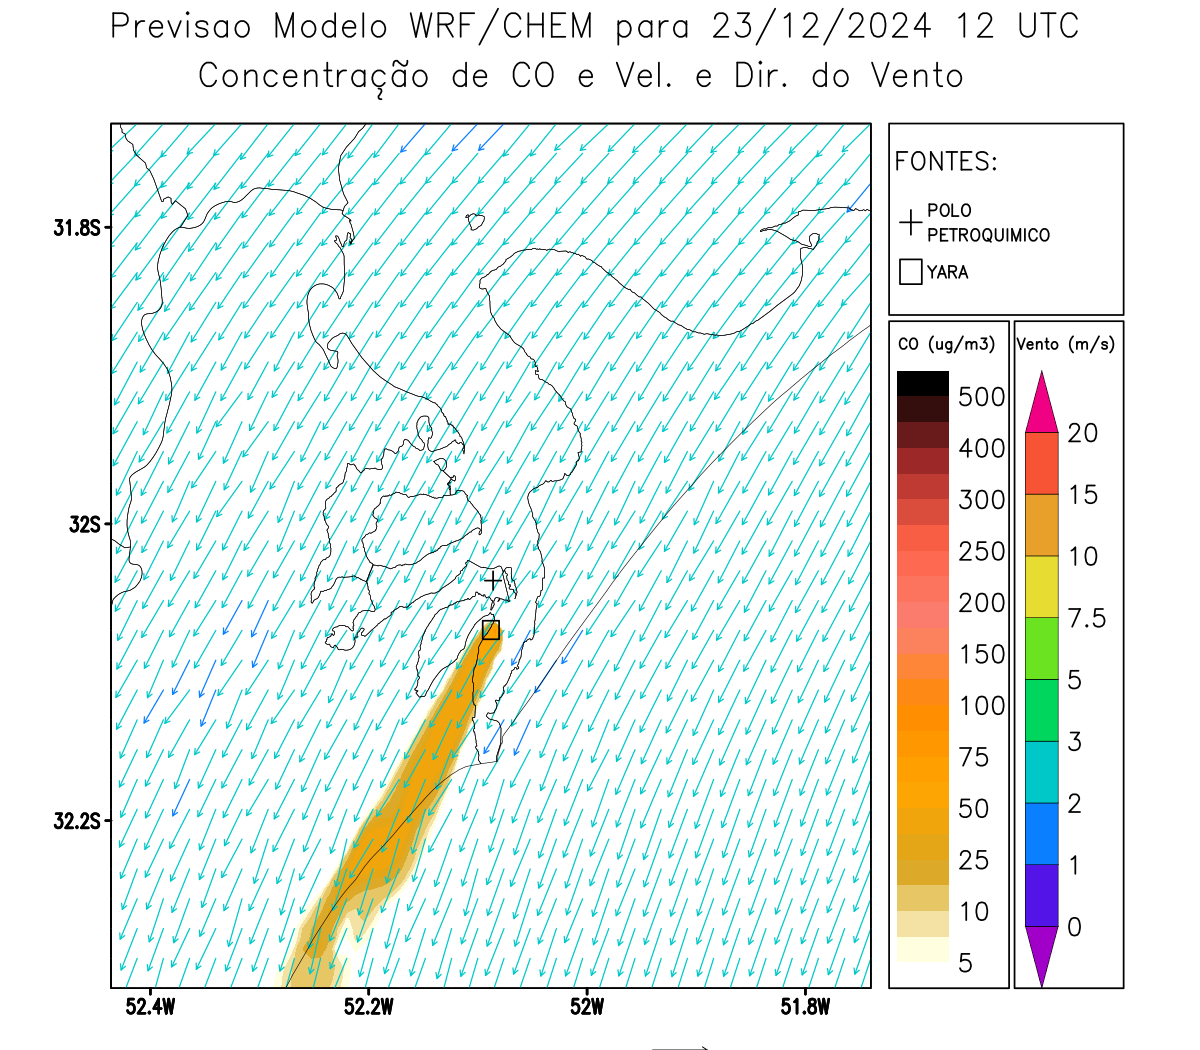 Previsao Modelo WRF/CHEM para 23/12/2024 12 UTC
Concentração de CO e Vel. e Dir. do Vento
FONTES:
POLO
PETROQUIMICO
YARA
31.8S
32S
32.2S
52.4W
52.2W
52W
51.8W
CO (ug/m3)
500
400
300
250
200
150
100
75
50
25
10
5
Vento (m/s)
20
15
10
7.5
5
3
2
1
0